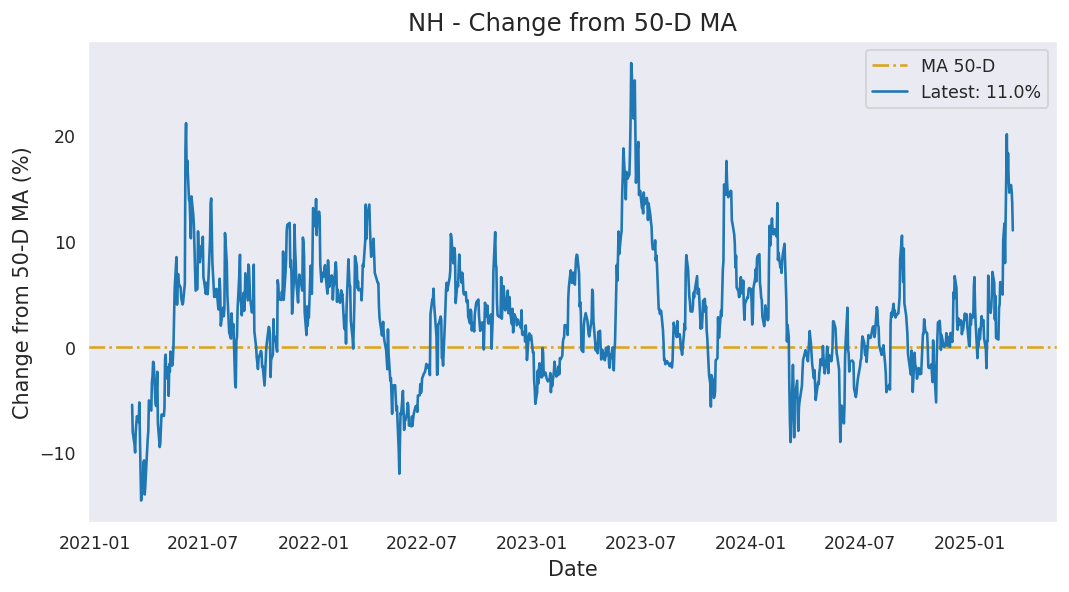 NH - Change from 50-D MA
MA 50-D
Latest: 11.0%
Change from 50-D MA (%)
20
10
0
−10
2021-01
2021-07
2022-01
2022-07
2023-01
2023-07
2024-01
2024-07
2025-01
Date